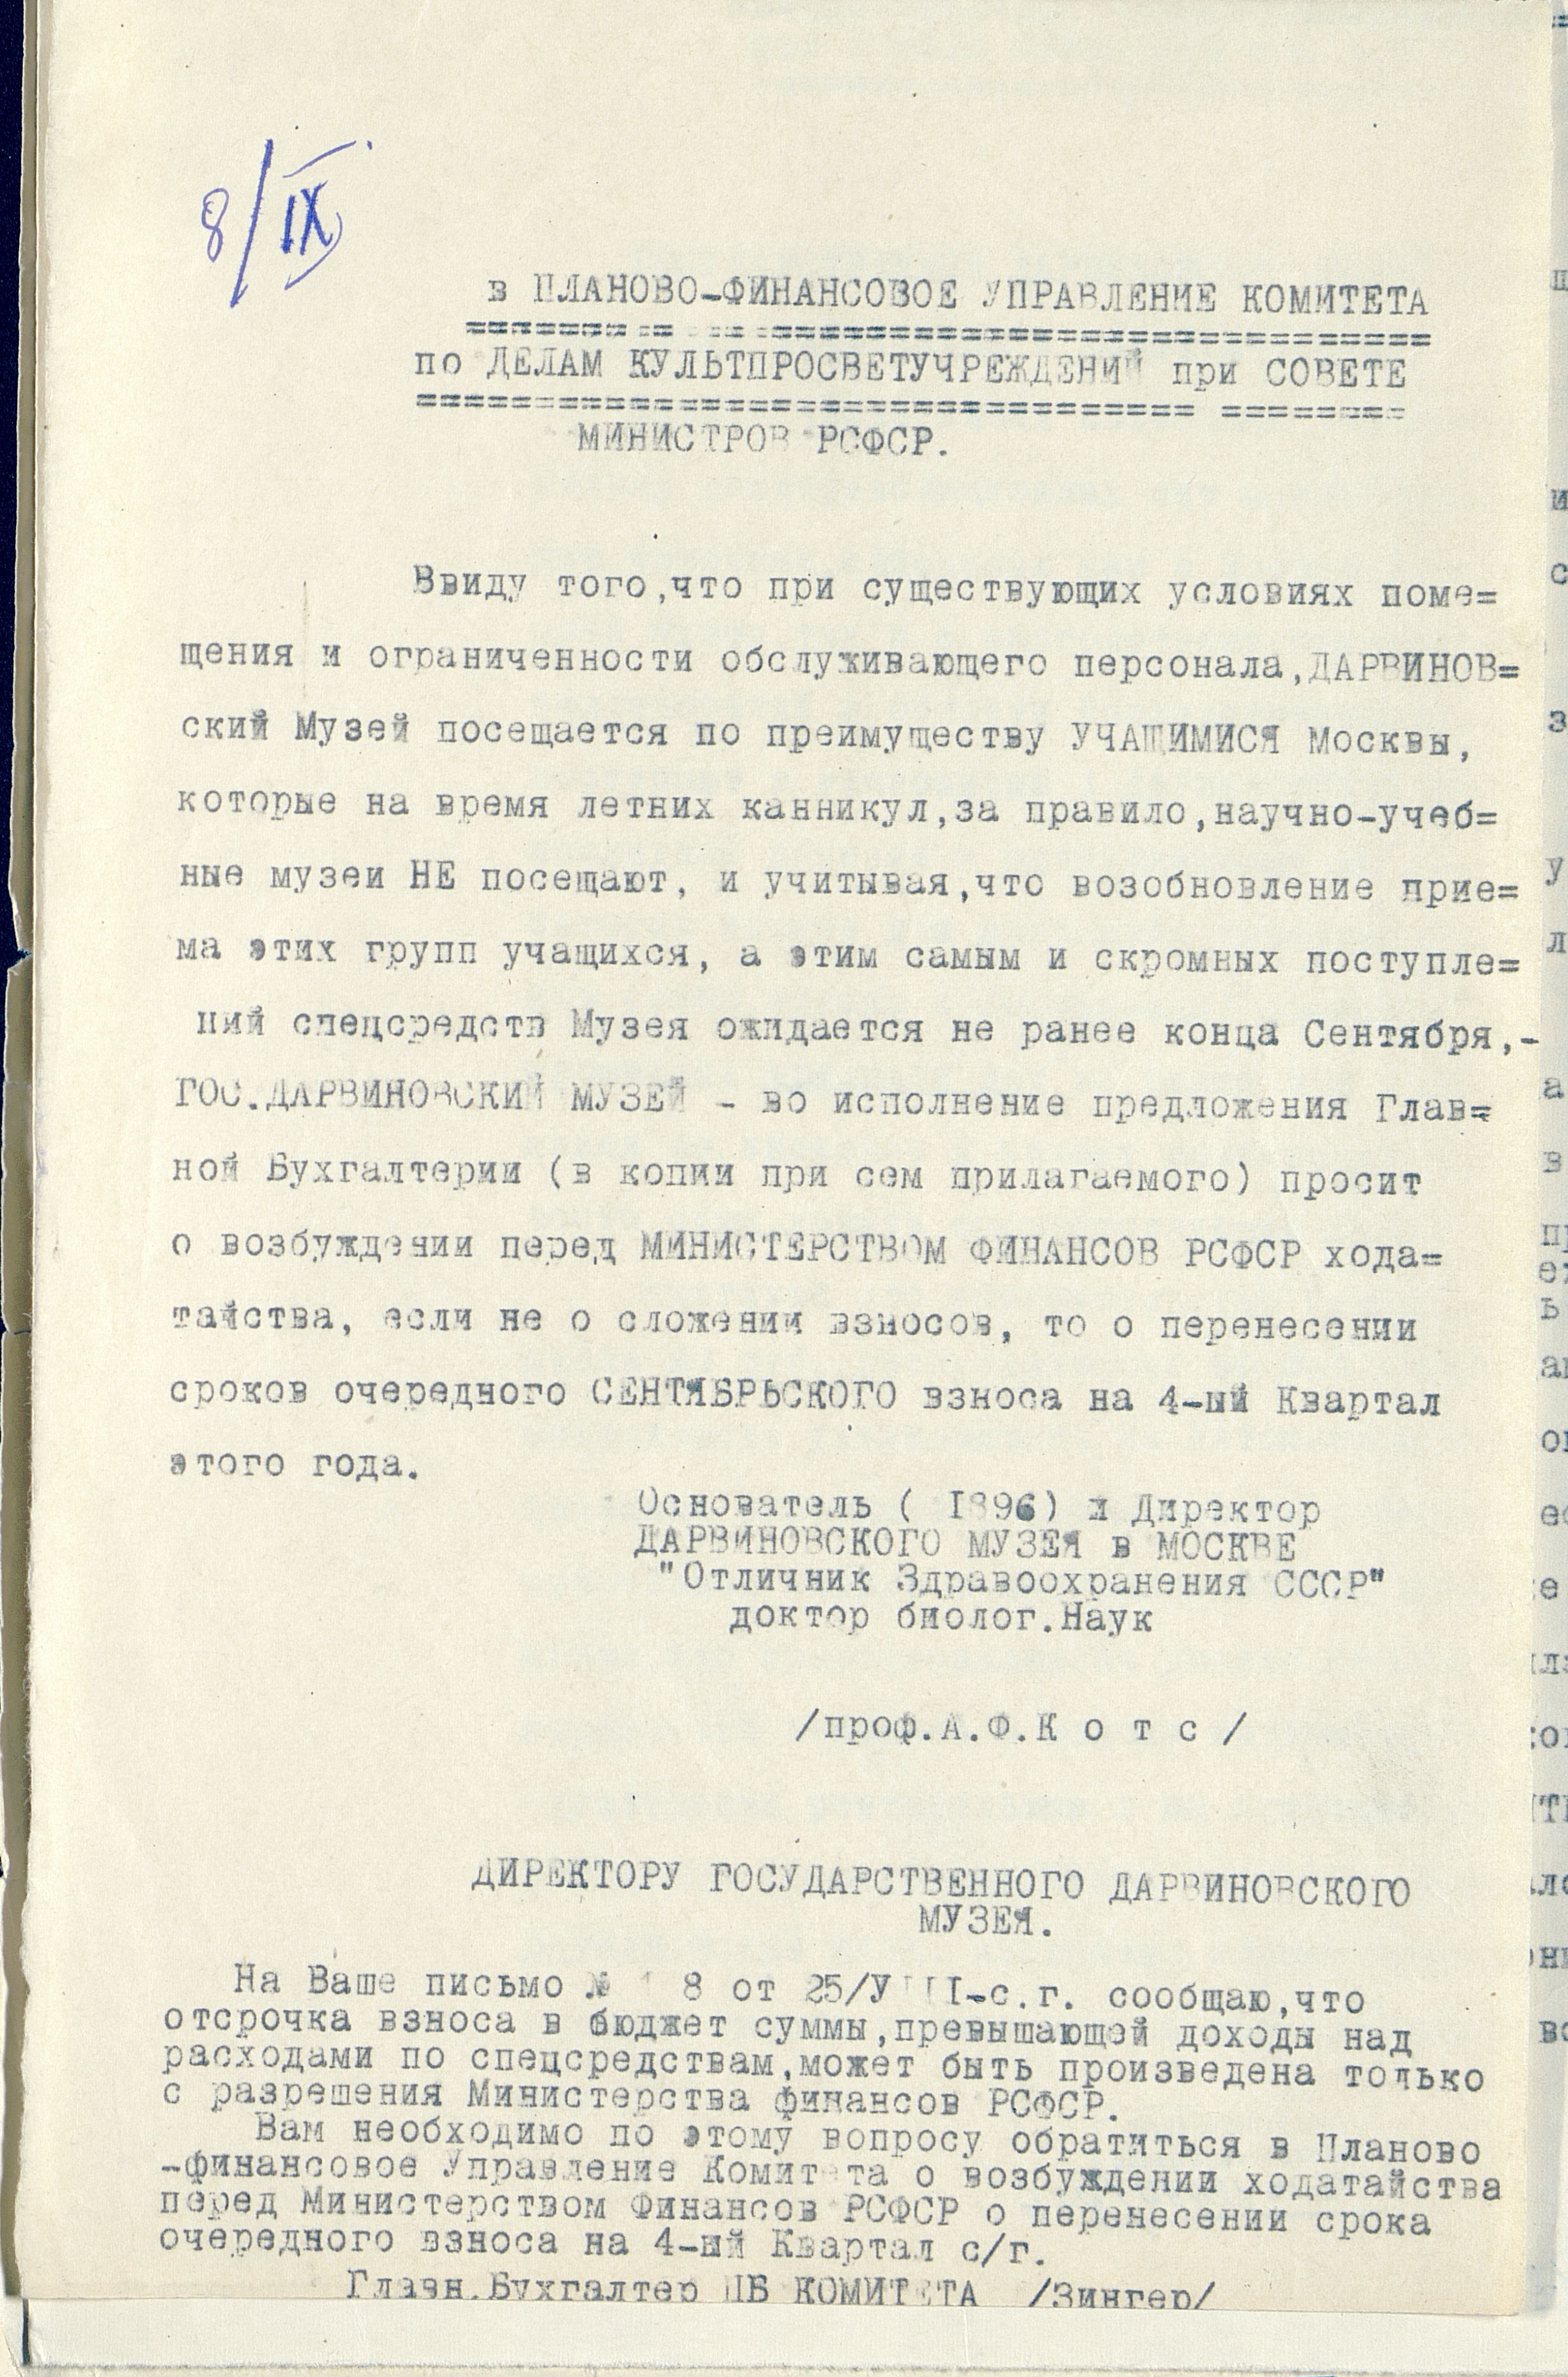 8/IX
в ПЛАНОВО-ФИНАНСОВОЕ УПРАВЛЕНИЕ КОМИТЕТА
по ДЕЛАМ КУЛЬТПРОСВЕТУЧРЕЖДЕНИЙ при СОВЕТЕ
МИНИСТРОВ РСФСР.
Ввиду того,что при существующих условиях поме=
щения и ограниченности обслуживающего персонала,ДАРВИНОВ=
ский Музей посещается по преимуществу УЧАЩИМИСЯ Москвы,
которые на время летних канникул,за правило,научно-учеб=
ные музеи НЕ посещают, и учитывая,что возобновление прие=
ма этих групп учащихся, а этим самым и скромных поступле=
ний спецсредств Музея ожидается не ранее конца Сентября,-
ГОС.ДАРВИНОВСКИЙ МУЗЕЙ - во исполнение предложения Глав=
ной Бухгалтерии (в копии при сем прилагаемого) просит
о возбуждении перед МИНИСТЕРСТВОМ ФИНАНСОВ РСФСР хода=
тайства, если не о сложении взносов, то о перенесении
сроков очередного СЕНТЯБРЬСКОГО взноса на 4-ый Квартал
этого года.
Основатель ( 1896) и Директор
ДАРВИНОВСКОГО МУЗЕЯ в МОСКВЕ
"Отличник Здравоохранения СССР"
доктор биолог.Наук
/проф.А.Ф.К о т с /
ДИРЕКТОРУ ГОСУДАРСТВЕННОГО ДАРВИНОВСКОГО
МУЗЕЯ.
На Ваше письмо № 8 от 25/УIII-с.г. сообщаю,что
отсрочка взноса в бюджет суммы,превышающей доходы над
расходами по спецсредствам,может быть произведена только
с разрешения Министерства финансов РСФСР.
Вам необходимо по этому вопросу обратиться в Планово
-финансовое Управление Комитета о возбуждении ходатайства
перед Министерством Финансов РСФСР о перенесении срока
очередного взноса на 4-ый Квартал с/г.
Главн.Бухгалтер ЦБ КОМИТЕТА /Зингер/